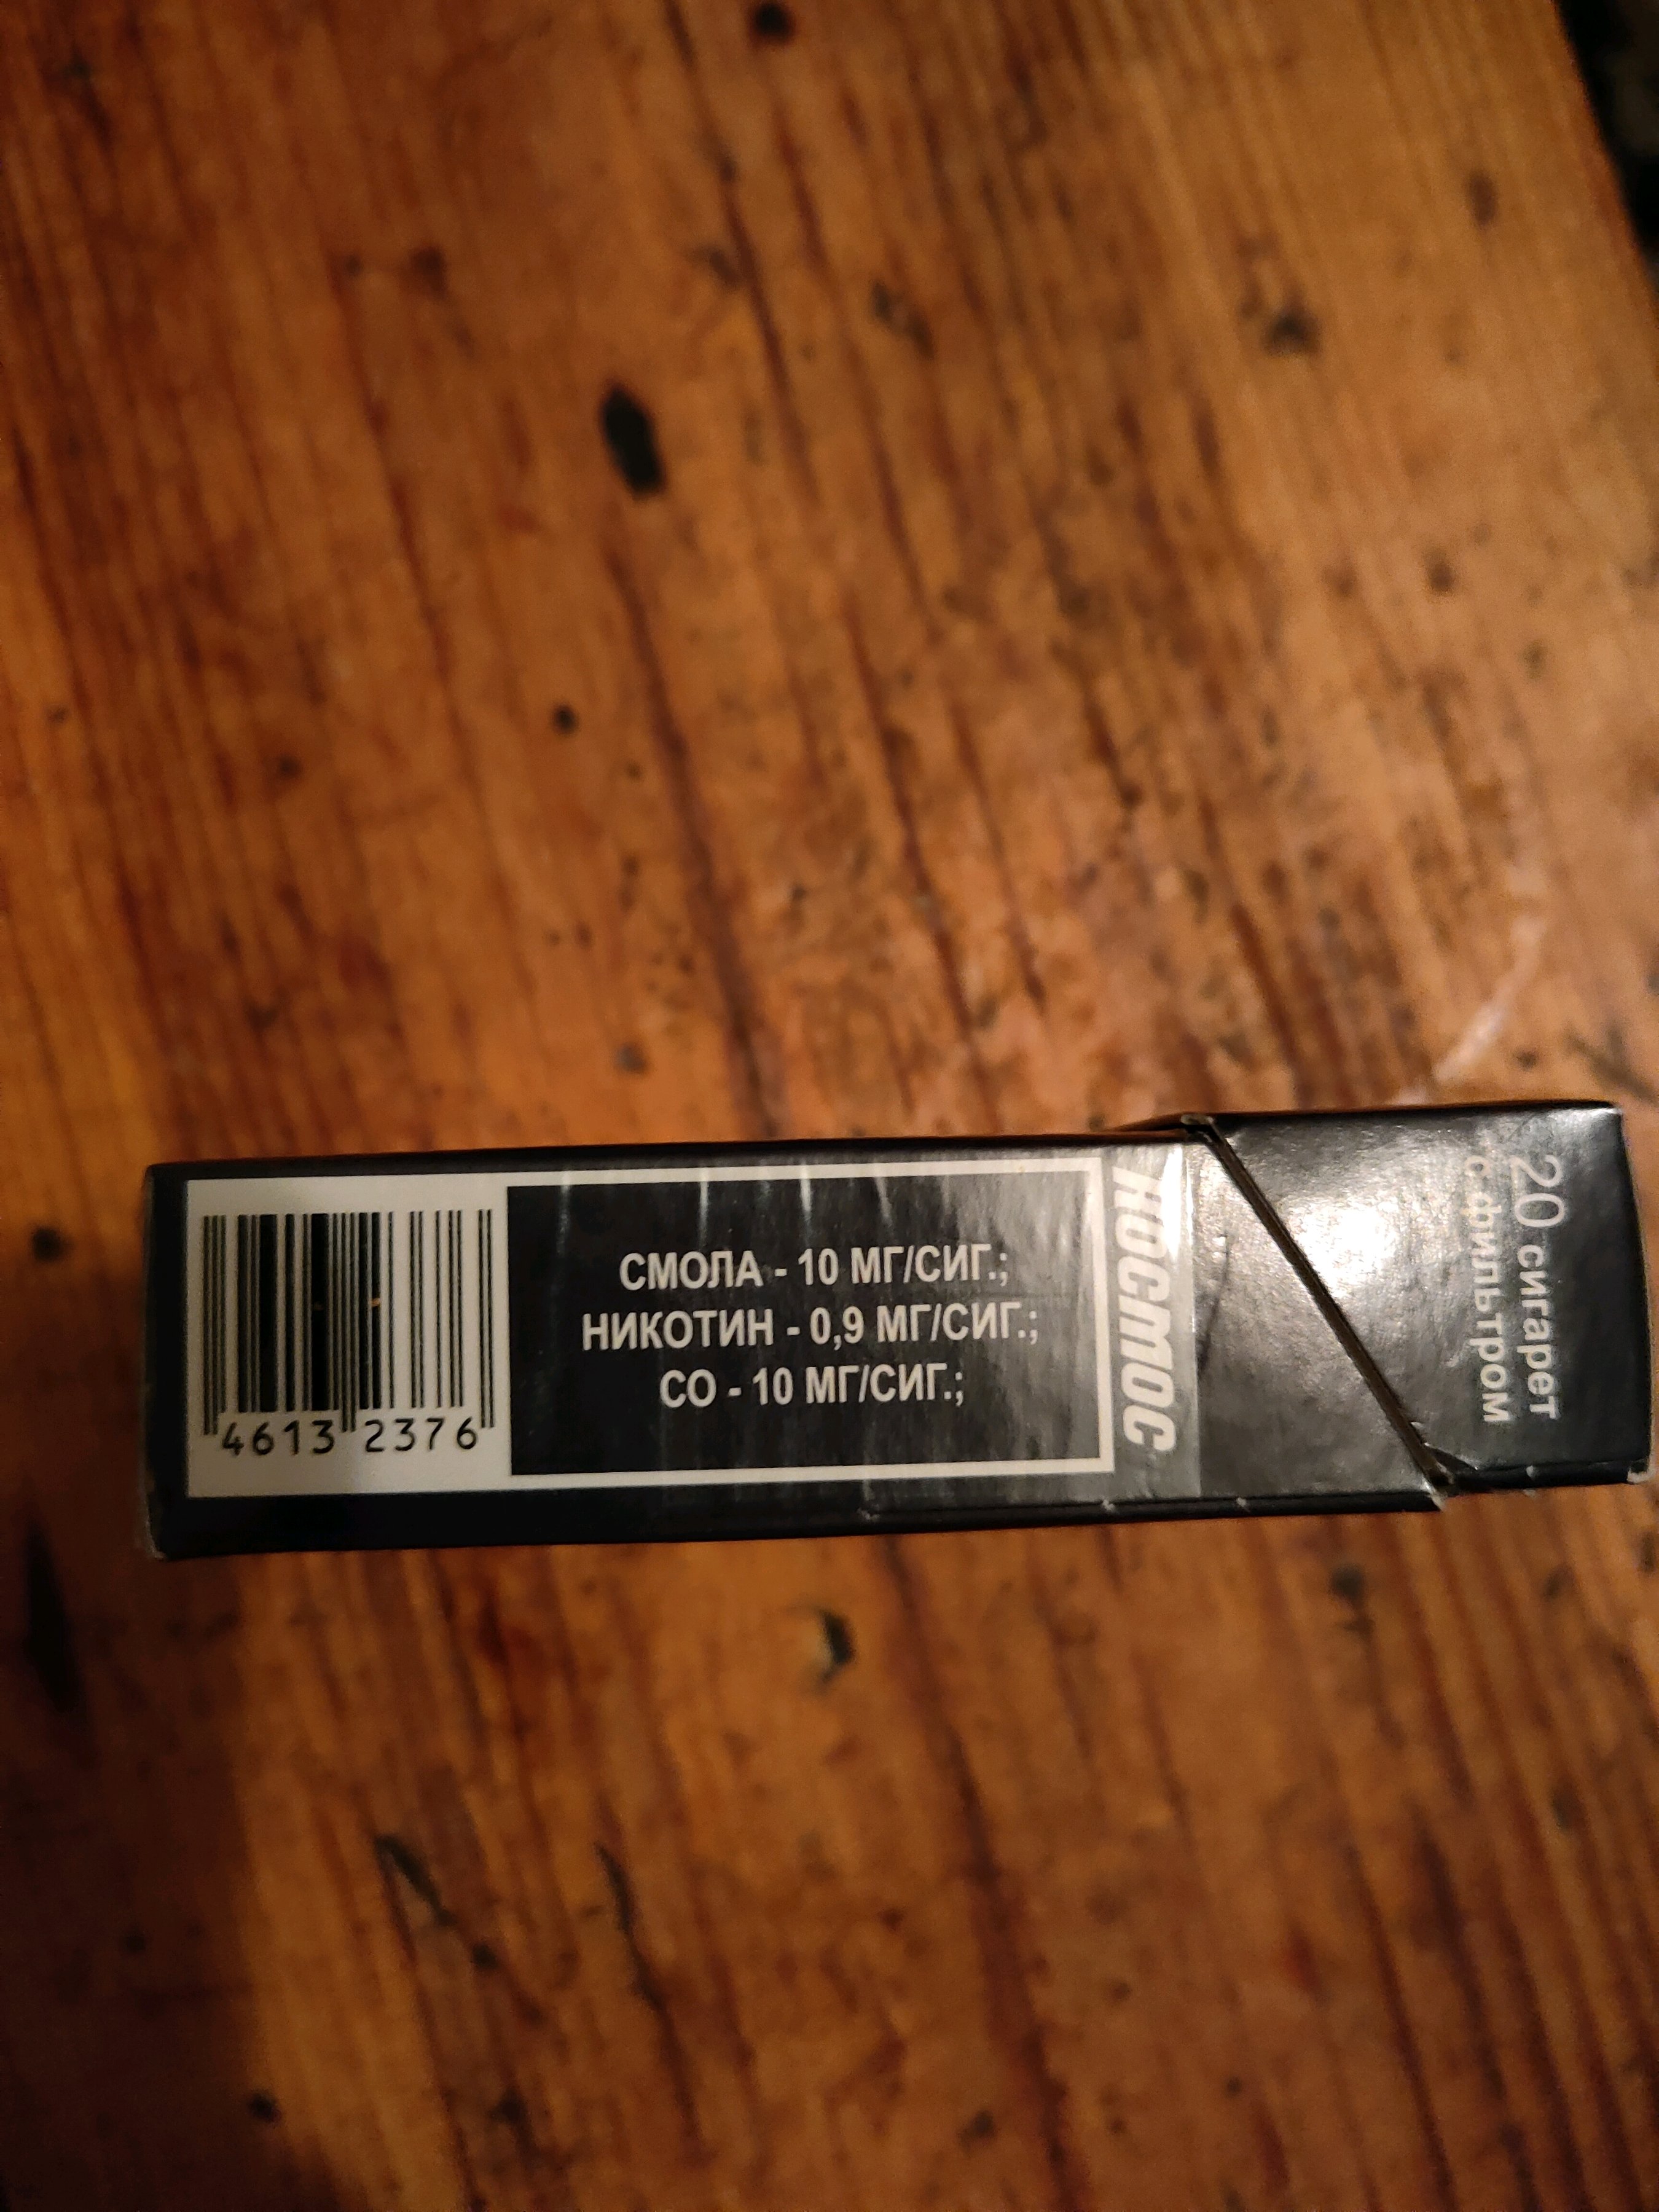 СМОЛА - 10 МГ/СИГ.;
НИКОТИН - 0,9 МГ/СИГ.;
СО - 10 МГ/СИГ.;
4613 2376
КОСМОС
20 сигарет
с фильтром